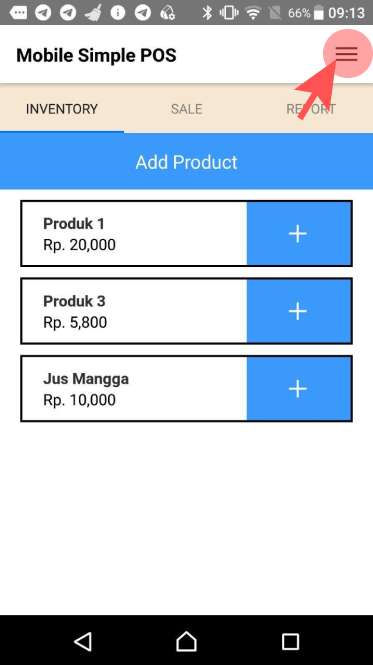 66% 09:13
Mobile Simple POS
INVENTORY SALE REPORT
Add Product
Produk 1
Rp. 20,000
+
Produk 3
Rp. 5,800
+
Jus Mangga
Rp. 10,000
+